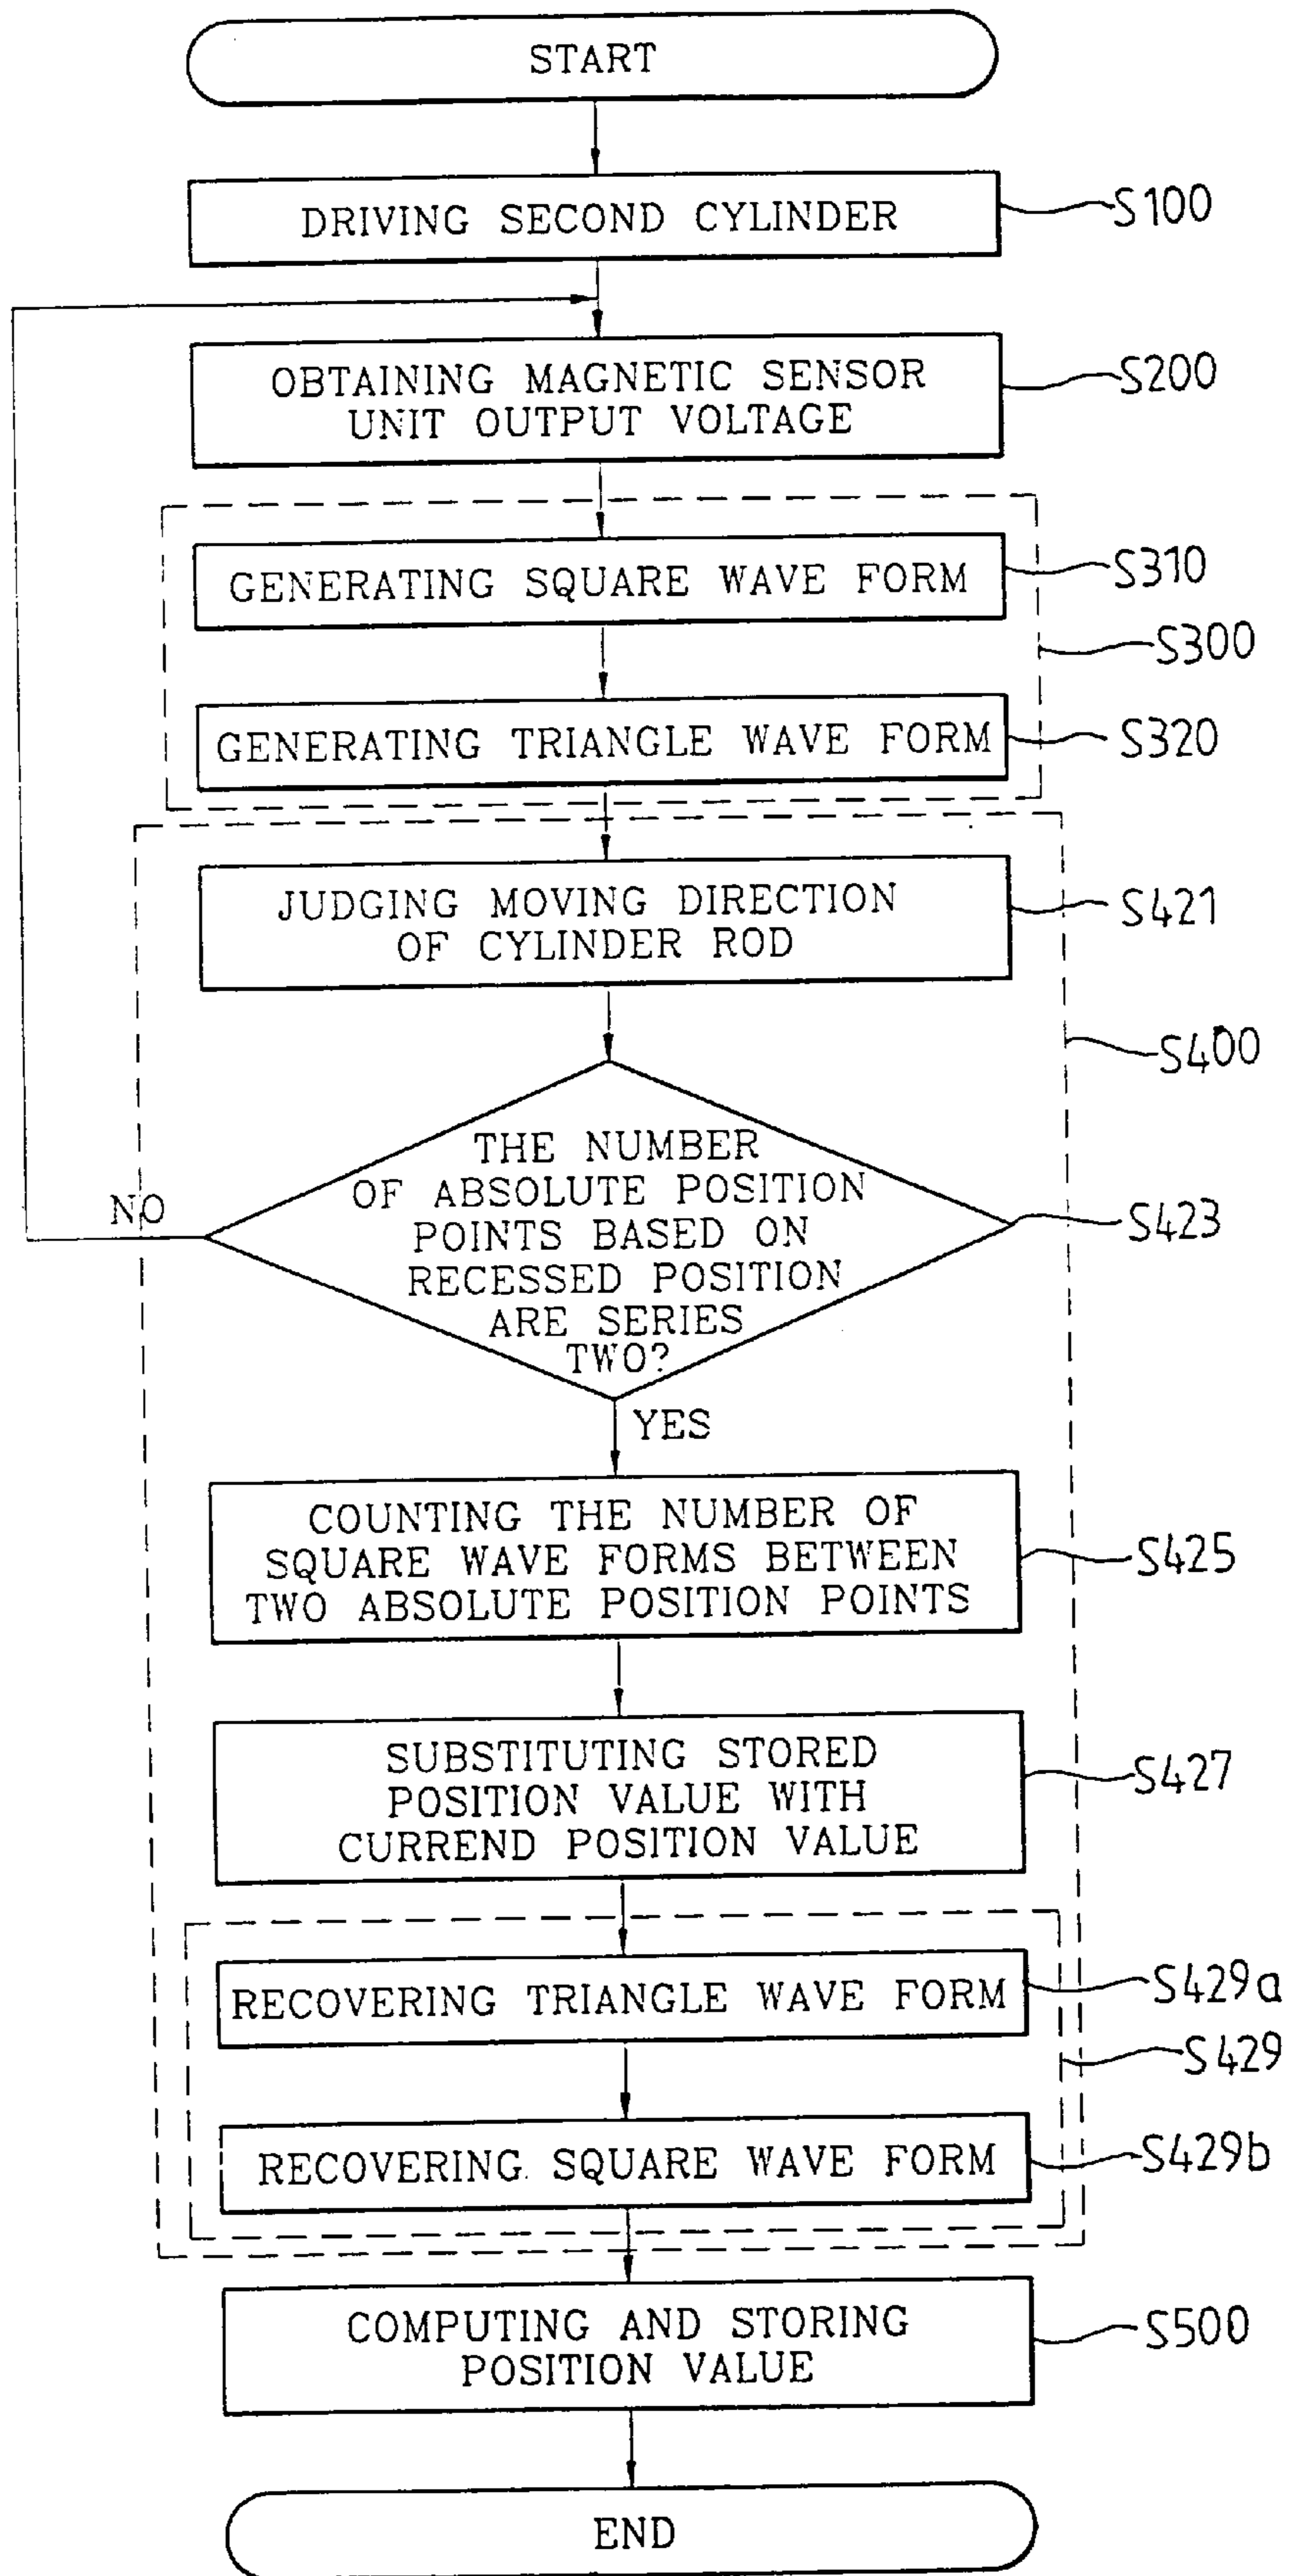 START
DRIVING SECOND CYLINDER
S100
OBTAINING MAGNETIC SENSOR
UNIT OUTPUT VOLTAGE
S200
GENERATING SQUARE WAVE FORM
S310
S300
GENERATING TRIANGLE WAVE FORM
S320
JUDGING MOVING DIRECTION
OF CYLINDER ROD
S421
S400
THE NUMBER
OF ABSOLUTE POSITION
POINTS BASED ON
RECESSED POSITION
ARE SERIES
TWO?
NO
S423
YES
COUNTING THE NUMBER OF
SQUARE WAVE FORMS BETWEEN
TWO ABSOLUTE POSITION POINTS
S425
SUBSTITUTING STORED
POSITION VALUE WITH
CURREND POSITION VALUE
S427
RECOVERING TRIANGLE WAVE FORM
S429a
S429
RECOVERING SQUARE WAVE FORM
S429b
COMPUTING AND STORING
POSITION VALUE
S500
END